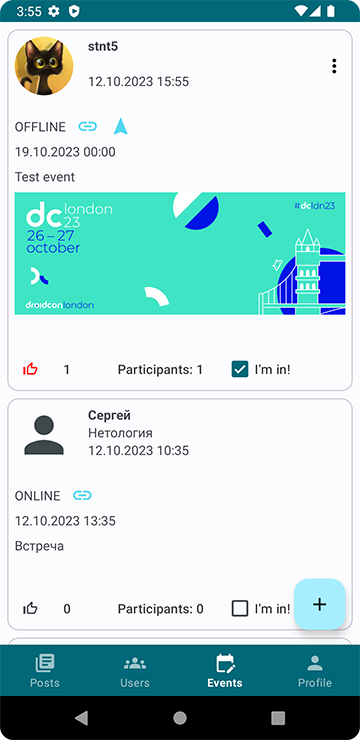 3:55
stnt5
12.10.2023 15:55
OFFLINE
19.10.2023 00:00
Test event
dc london 23
#dcldn23
26 – 27
october
droidcon london
1 Participants: 1 I'm in!
Сергей
Нетология
12.10.2023 10:35
ONLINE
12.10.2023 13:35
Встреча
0 Participants: 0 I'm in!
+
Posts Users Events Profile